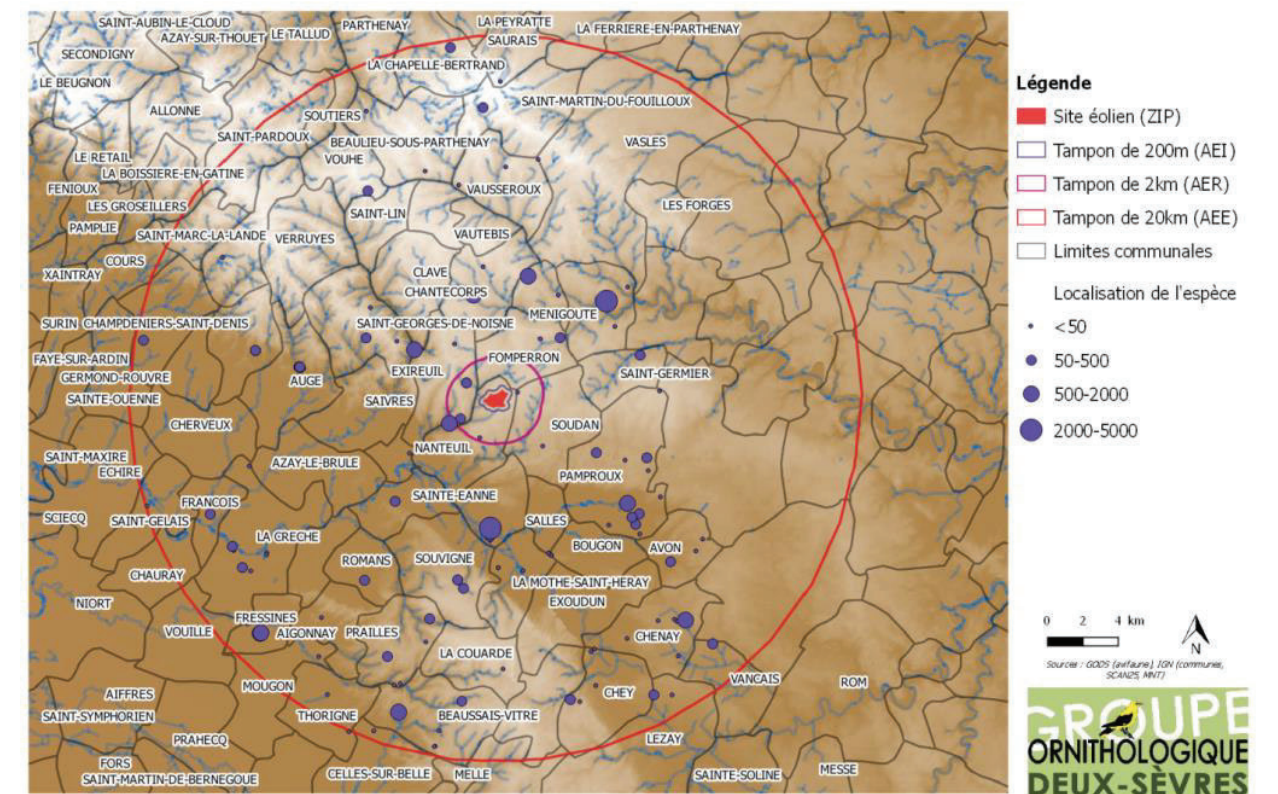 SAINT-AUBIN-LE-CLOUD
PARTHENAY
LA PEYRATTE
LA FERRIERE-EN-PARTHENAY
AZAY-SUR-THOUET
LE TALLUD
SAURAIS
SECONDIGNY
LA CHAPELLE-BERTRAND
LE BEUGNON
ALLONNE
SOUTIERS
SAINT-MARTIN-DU-FOUILLOUX
SAINT-PARDOUX
BEAULIEU-SOUS-PARTHENAY
VASLES
LE RETAIL
VOUHE
LA BOISSIERE-EN-GATINE
FENIOUX
VAUSSEROUX
LES GROSEILLERS
SAINT-LIN
LES FORGES
PAMPLIE
SAINT-MARC-LA-LANDE
VERRUYES
VAUTEBIS
COURS
XAINTRAY
CLAVE
CHANTECORPS
MENIGOUTE
SURIN
CHAMPDENIERS-SAINT-DENIS
SAINT-GEORGES-DE-NOISNE
FAYE-SUR-ARDIN
FOMPERRON
GERMOND-ROUVRE
AUGE
EXIREUIL
SAINT-GERMIER
SAINTE-OUENNE
SAIVRES
CHERVEUX
SOUDAN
NANTEUIL
SAINT-MAXIRE
AZAY-LE-BRULE
ECHIRE
PAMPROUX
FRANCOIS
SAINTE-EANNE
SCIECQ
SAINT-GELAIS
SALLES
LA CRECHE
BOUGON
AVON
ROMANS
SOUVIGNE
CHAURAY
LA MOTHE-SAINT-HERAY
NIORT
EXOUDUN
FRESSINES
VOUILLE
AIGONNAY
PRAILLES
CHENAY
LA COUARDE
MOUGON
VANCAIS
ROM
AIFFRES
CHEY
SAINT-SYMPHORIEN
THORIGNE
BEAUSSAIS-VITRE
PRAHECQ
LEZAY
FORS
CELLES-SUR-BELLE
MELLE
SAINTE-SOLINE
MESSE
SAINT-MARTIN-DE-BERNEGOUE
Légende
Site éolien (ZIP)
Tampon de 200m (AEI)
Tampon de 2km (AER)
Tampon de 20km (AEE)
Limites communales
Localisation de l'espèce
<50
50-500
500-2000
2000-5000
0 2 4 km
N
Sources : GODS (avifaune), IGN (communes,
SCAN25, MNT)
GROUPE
ORNITHOLOGIQUE
DEUX-SÈVRES